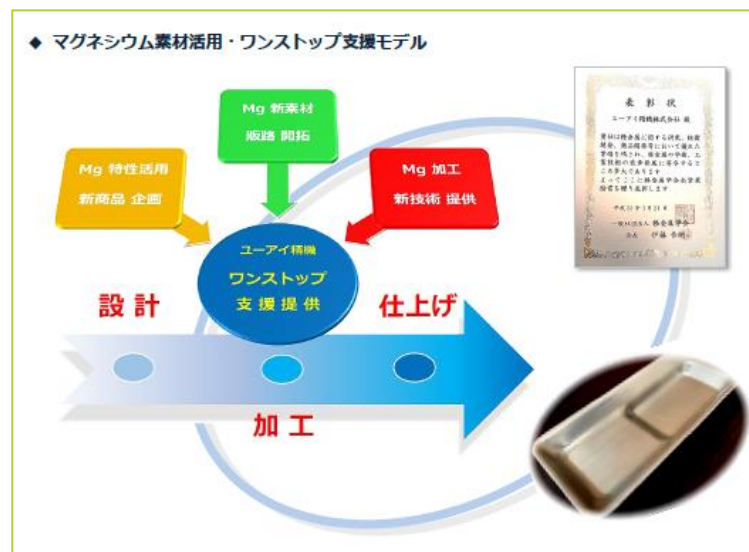 ◆ マグネシウム素材活用・ワンストップ支援モデル
Mg 新素材
販路 開拓
Mg 特性活用
新商品 企画
Mg 加工
新技術 提供
ユーアイ精機
ワンストップ
支 援 提 供
設 計
仕上げ
加 工
表 彰 状
ユーアイ精機株式会社 殿